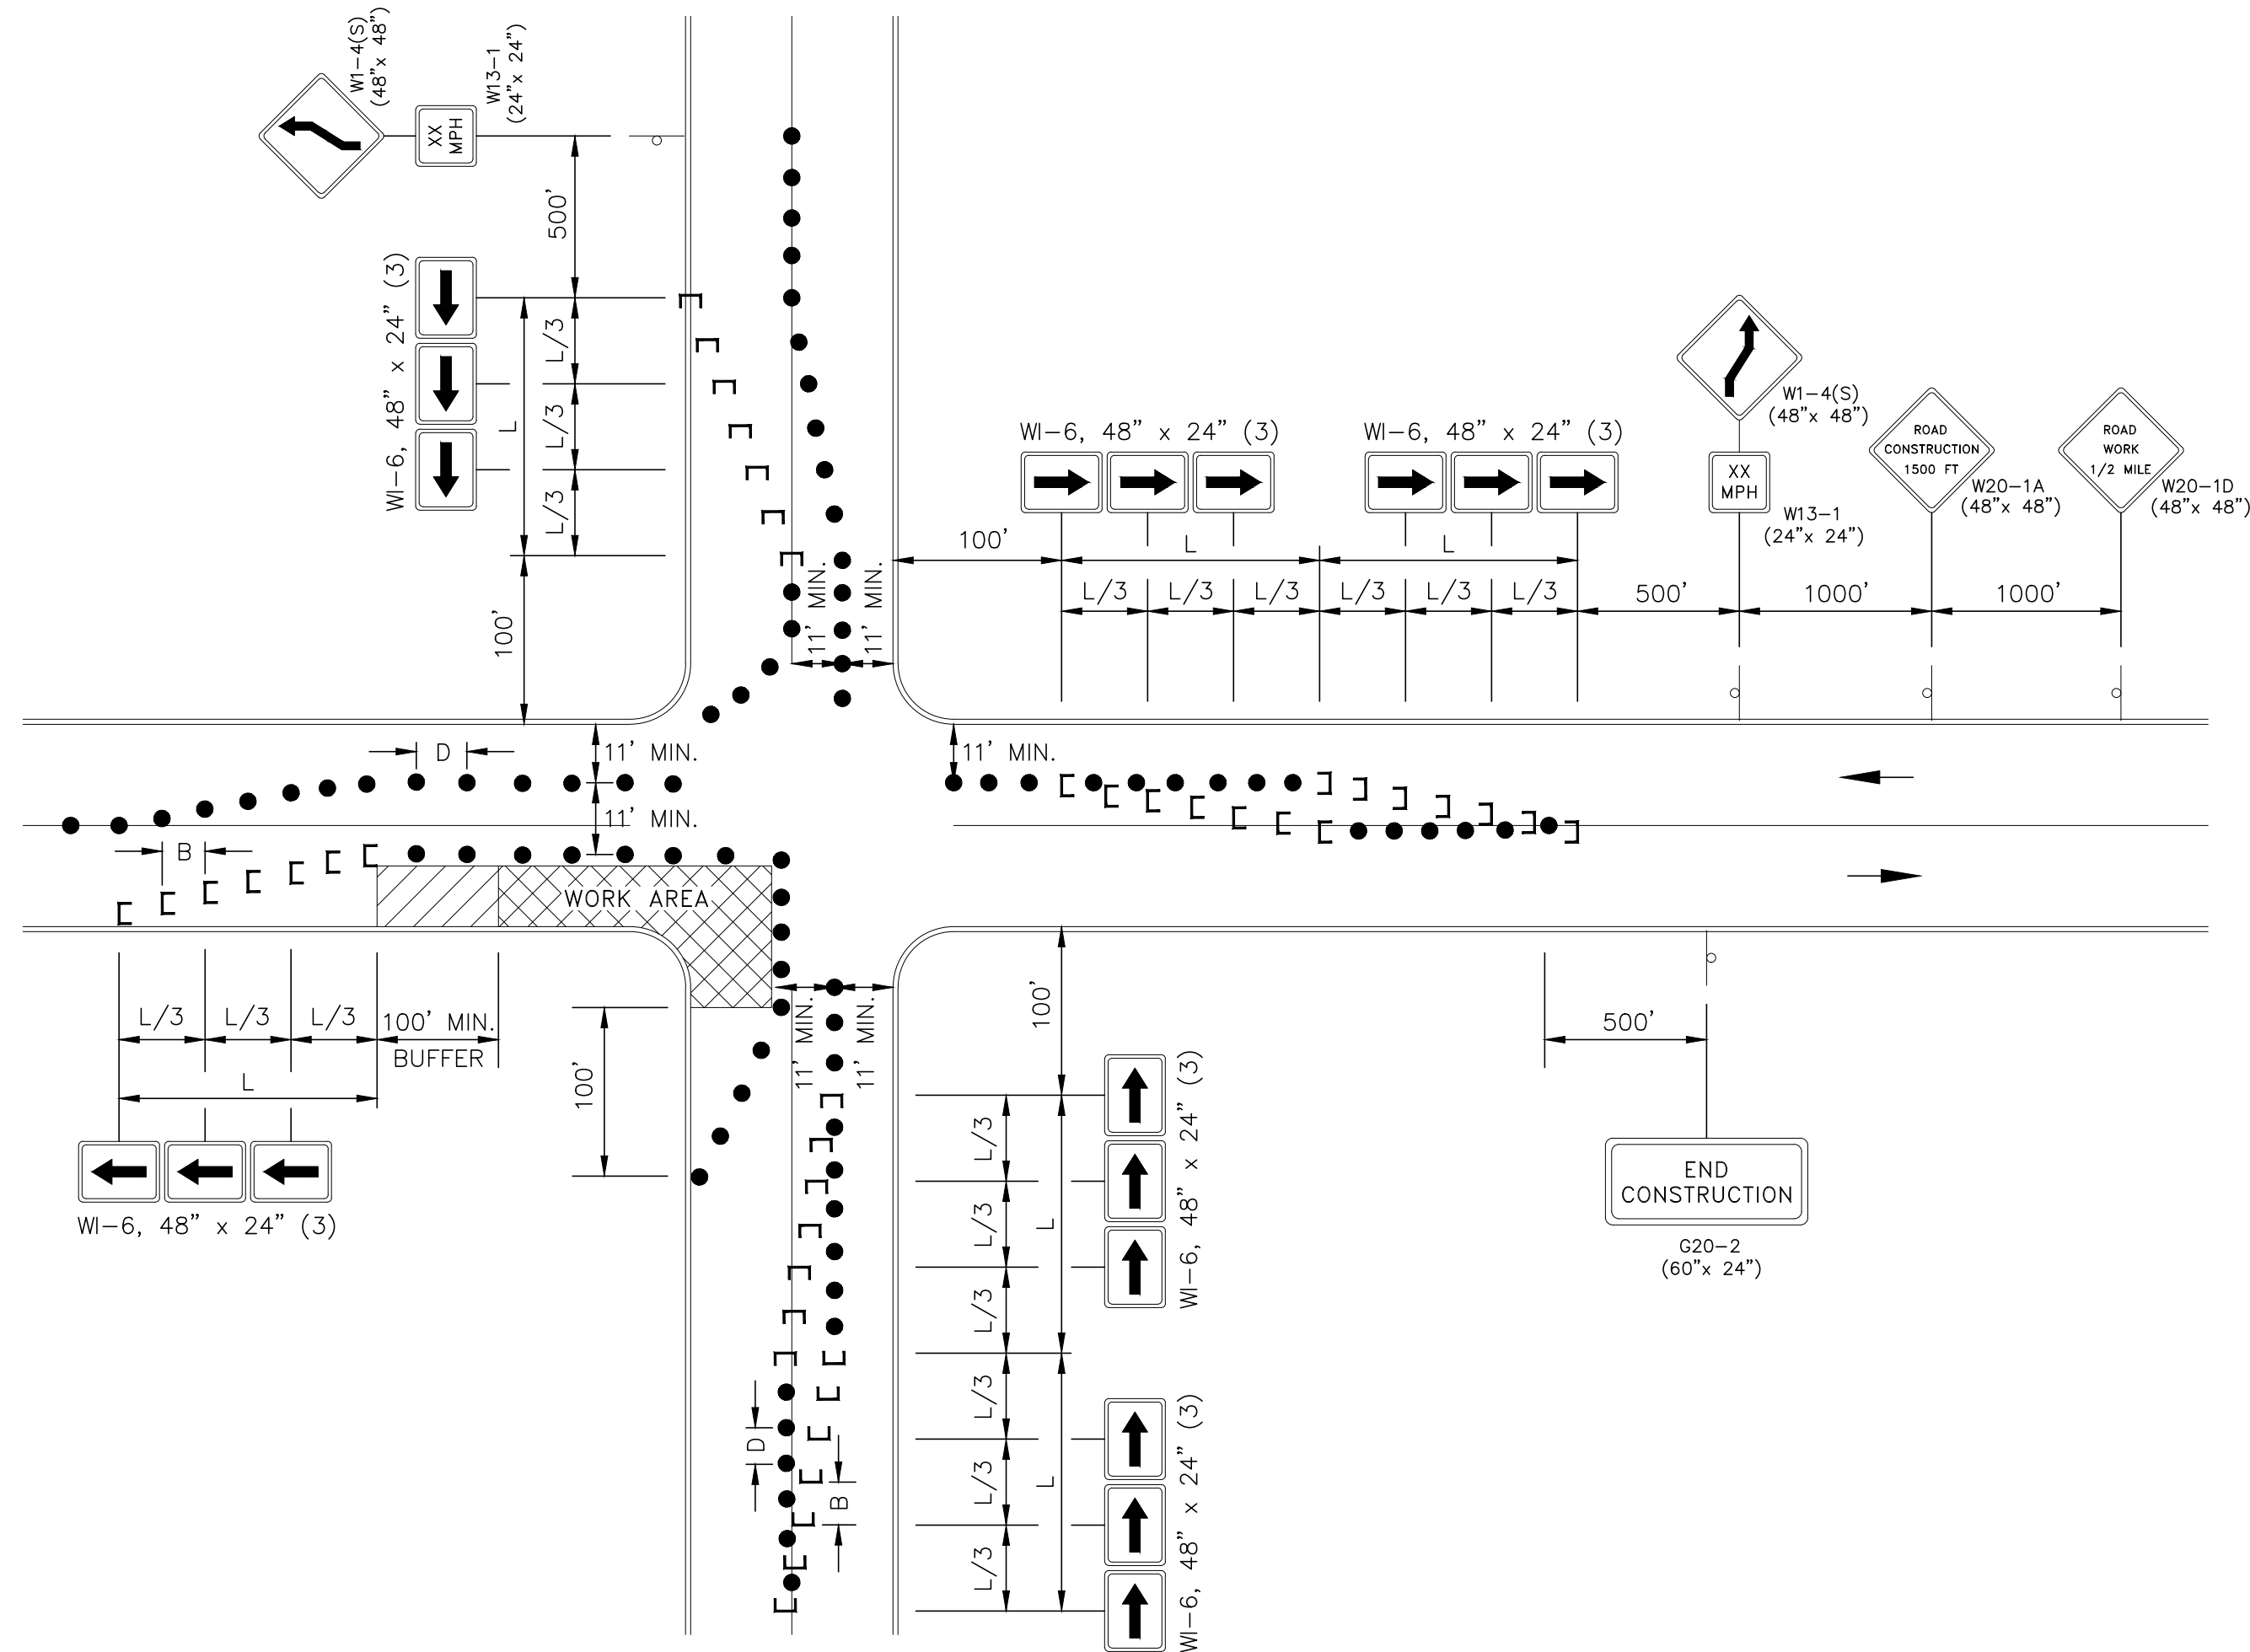 W1-4(S)
(48"x 48")
W13-1
(24"x 24")
XX
MPH
500'
WI-6, 48" x 24" (3)
L/3
L/3
L/3
L
100'
11' MIN.
11' MIN.
WI-6, 48" x 24" (3)
WI-6, 48" x 24" (3)
100'
L
L
L/3
L/3
L/3
L/3
L/3
L/3
500'
1000'
1000'
W1-4(S)
(48"x 48")
XX
MPH
W13-1
(24"x 24")
ROAD
CONSTRUCTION
1500 FT
W20-1A
(48"x 48")
ROAD
WORK
1/2 MILE
W20-1D
(48"x 48")
D
11' MIN.
11' MIN.
11' MIN.
B
WORK AREA
L/3
L/3
L/3
100' MIN.
BUFFER
L
WI-6, 48" x 24" (3)
100'
11' MIN.
11' MIN.
100'
L/3
L/3
L/3
L
WI-6, 48" x 24" (3)
L/3
L/3
L/3
L
WI-6, 48" x 24" (3)
D
B
500'
END
CONSTRUCTION
G20-2
(60"x 24")